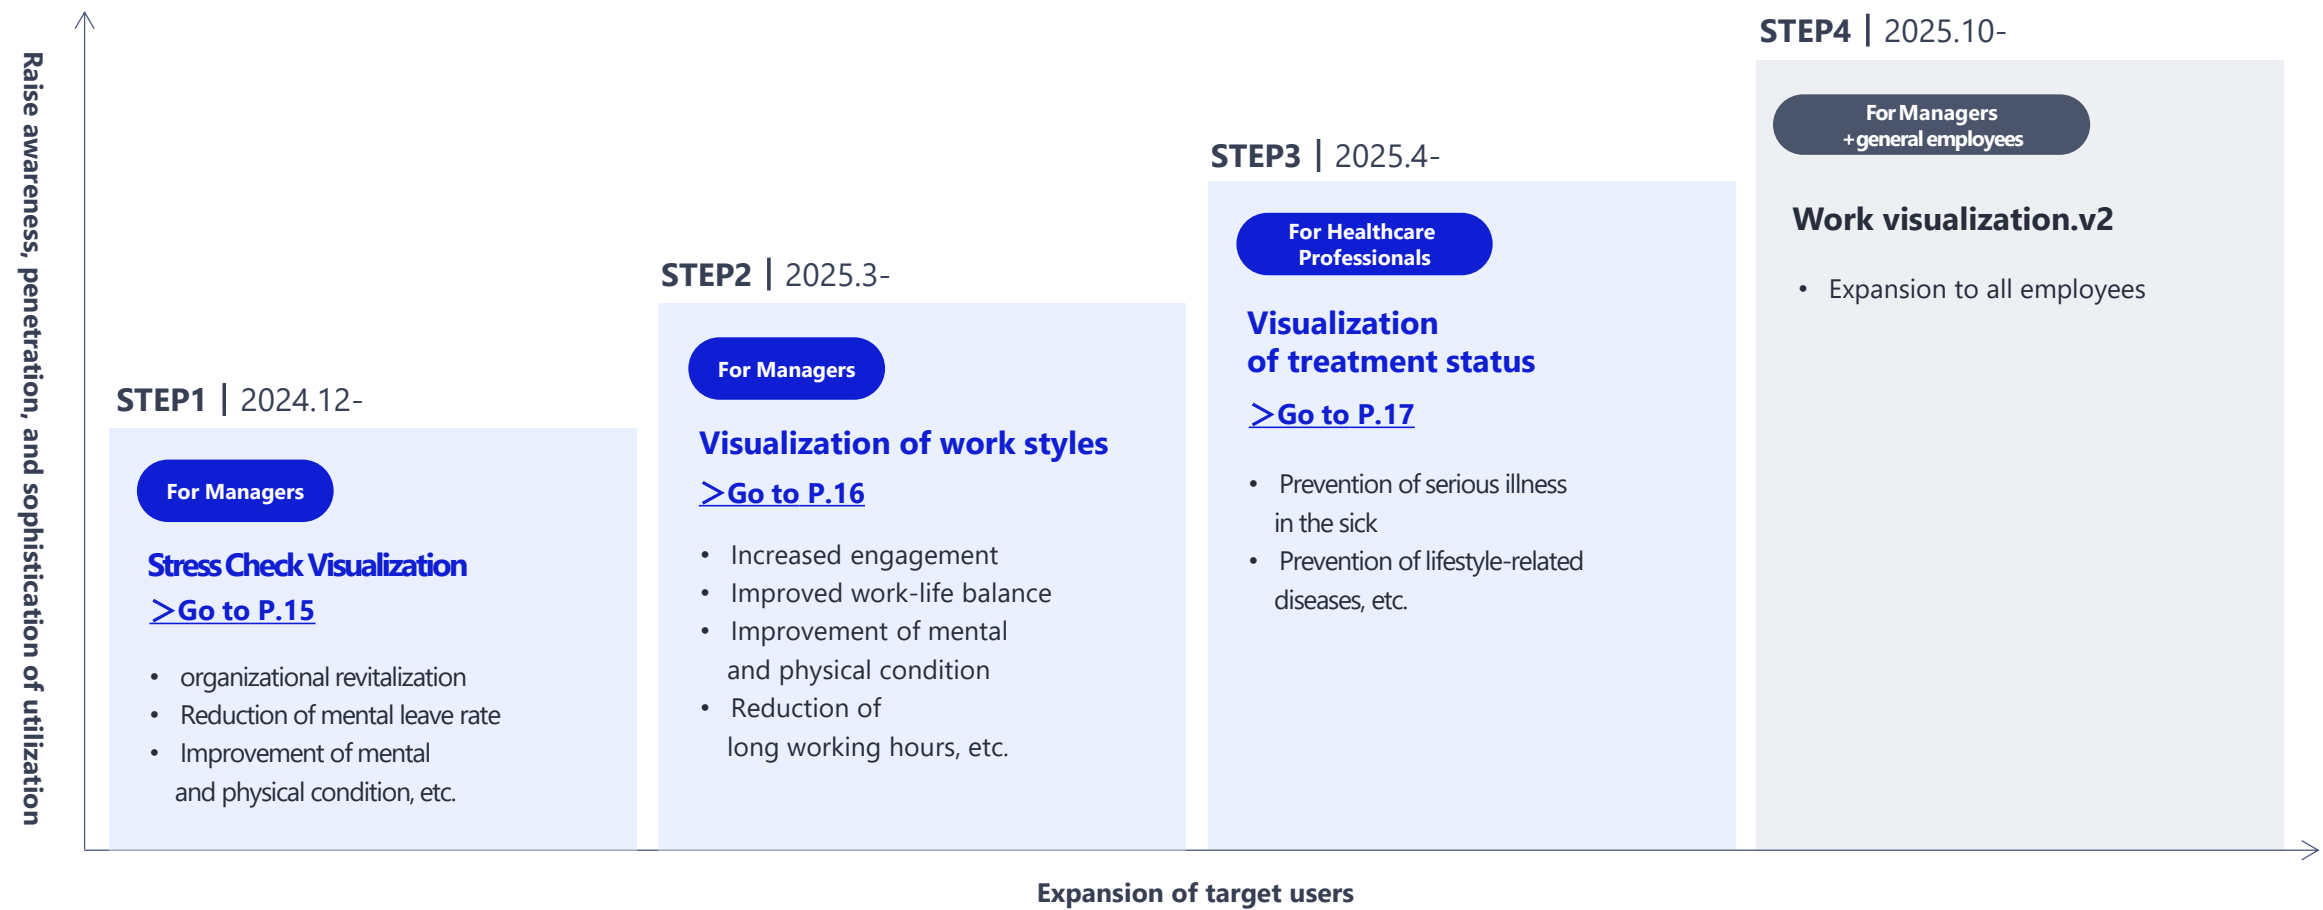 Raise awareness, penetration, and sophistication of utilization
STEP1 | 2024.12-
For Managers
Stress Check Visualization
＞Go to P.15
• organizational revitalization
• Reduction of mental leave rate
• Improvement of mental
and physical condition, etc.
STEP2 | 2025.3-
For Managers
Visualization of work styles
＞Go to P.16
• Increased engagement
• Improved work-life balance
• Improvement of mental
and physical condition
• Reduction of
long working hours, etc.
STEP3 | 2025.4-
For Healthcare
Professionals
Visualization
of treatment status
＞Go to P.17
• Prevention of serious illness
in the sick
• Prevention of lifestyle-related
diseases, etc.
STEP4 | 2025.10-
For Managers
+general employees
Work visualization.v2
• Expansion to all employees
Expansion of target users